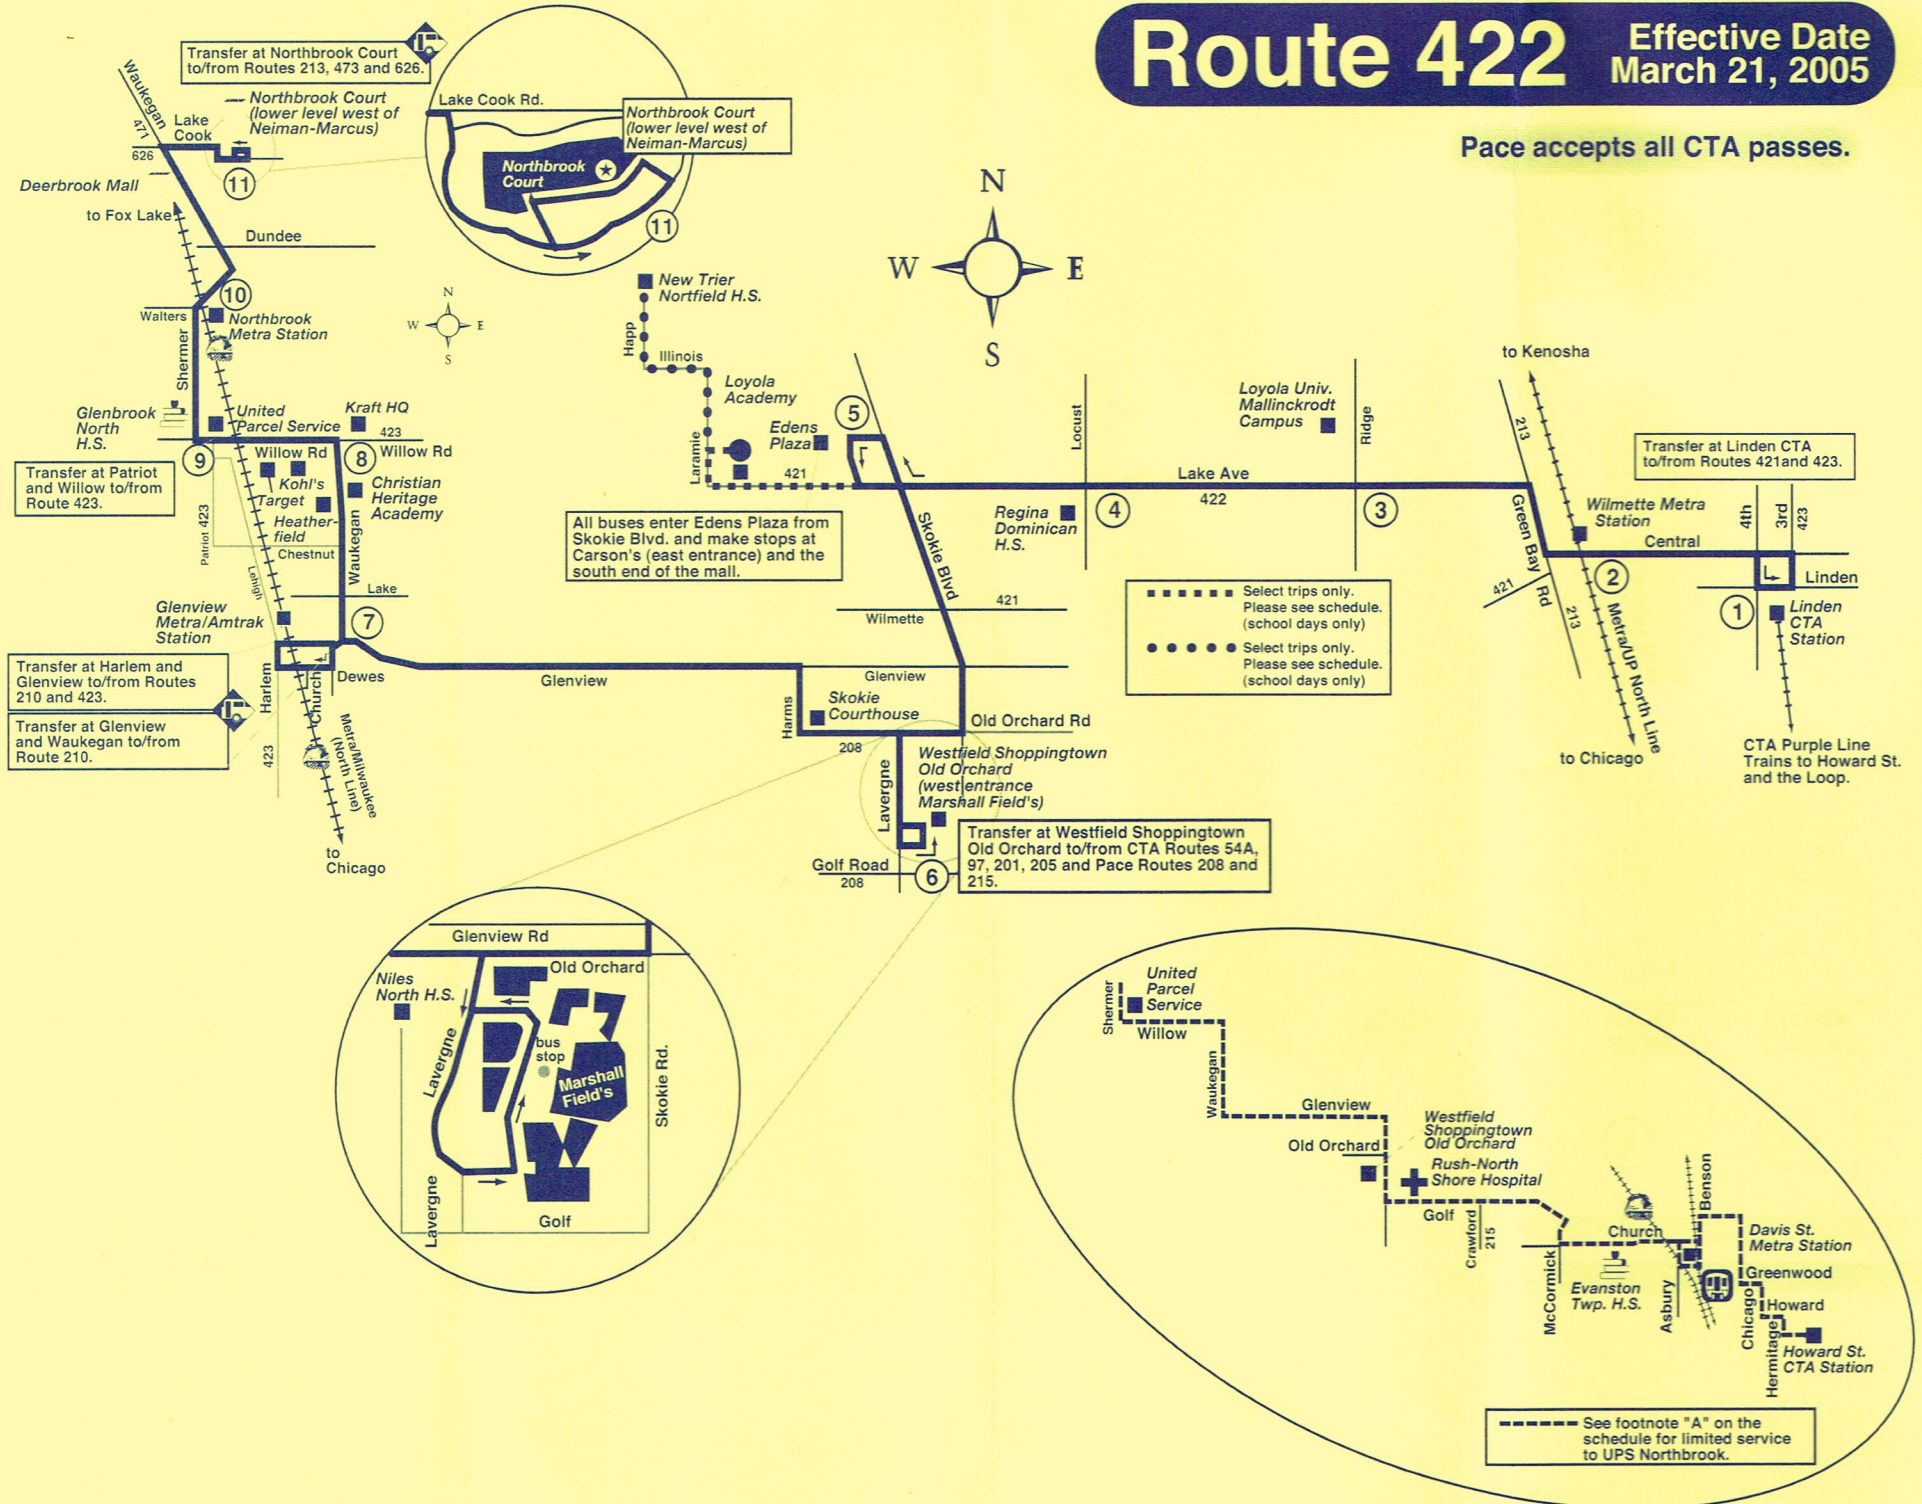 Route 422
Effective Date
March 21, 2005
Pace accepts all CTA passes.
Transfer at Northbrook Court
to/from Routes 213, 473 and 626.
Waukegan
471
626
Lake
Cook
Northbrook Court
(lower level west of
Neiman-Marcus)
11
Deerbrook Mall
to Fox Lake
Dundee
Lake Cook Rd.
Northbrook Court
(lower level west of
Neiman-Marcus)
Northbrook
Court
11
10
Walters
Northbrook
Metra Station
Shermer
N
W
E
S
N
W
E
S
Glenbrook
North
H.S.
United
Parcel Service
Kraft HQ
423
Willow Rd
9
8
Willow Rd
Transfer at Patriot
and Willow to/from
Route 423.
Kohl's
Target
Heather-
field
Christian
Heritage
Academy
Patriot 423
Chestnut
Waukegan
Lehigh
Lake
Glenview
Metra/Amtrak
Station
7
Transfer at Harlem and
Glenview to/from Routes
210 and 423.
Transfer at Glenview
and Waukegan to/from
Route 210.
Harlem
423
Church
Dewes
Metra/Milwaukee
(North Line)
to
Chicago
Glenview
New Trier
Nortfield H.S.
Happ
Illinois
Loyola
Academy
Laramie
Edens
Plaza
5
421
All buses enter Edens Plaza from
Skokie Blvd. and make stops at
Carson's (east entrance) and the
south end of the mall.
Skokie Blvd
Wilmette
421
Glenview
Harms
Skokie
Courthouse
Old Orchard Rd
208
Westfield Shoppingtown
Old Orchard
(west entrance
Marshall Field's)
Lavergne
Golf Road
208
6
Transfer at Westfield Shoppingtown
Old Orchard to/from CTA Routes 54A,
97, 201, 205 and Pace Routes 208 and
215.
Regina
Dominican
H.S.
Locust
4
Lake Ave
422
Loyola Univ.
Mallinckrodt
Campus
Ridge
3
Select trips only.
Please see schedule.
(school days only)
Select trips only.
Please see schedule.
(school days only)
to Kenosha
213
Green Bay
Rd
421
213
Transfer at Linden CTA
to/from Routes 421and 423.
Wilmette Metra
Station
Central
2
4th
3rd
423
Linden
1
Linden
CTA
Station
Metra/UP North Line
to Chicago
CTA Purple Line
Trains to Howard St.
and the Loop.
Glenview Rd
Niles
North H.S.
Old Orchard
Lavergne
bus
stop
Marshall
Field's
Skokie Rd.
Lavergne
Golf
Shermer
United
Parcel
Service
Willow
Waukegan
Glenview
Old Orchard
Westfield
Shoppingtown
Old Orchard
Rush-North
Shore Hospital
Golf
Crawford
215
McCormick
Church
Evanston
Twp. H.S.
Asbury
Benson
Davis St.
Metra Station
Greenwood
Chicago
Howard
Hermitage
Howard St.
CTA Station
See footnote "A" on the
schedule for limited service
to UPS Northbrook.